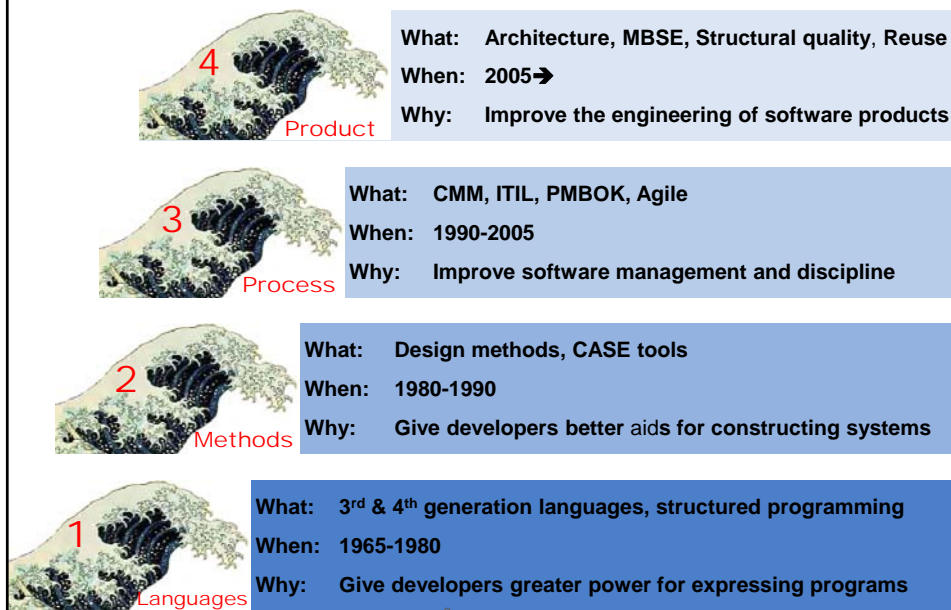 4
Product
What: Architecture, MBSE, Structural quality, Reuse
When: 2005➔
Why: Improve the engineering of software products
3
Process
What: CMM, ITIL, PMBOK, Agile
When: 1990-2005
Why: Improve software management and discipline
2
Methods
What: Design methods, CASE tools
When: 1980-1990
Why: Give developers better aids for constructing systems
1
Languages
What: 3rd & 4th generation languages, structured programming
When: 1965-1980
Why: Give developers greater power for expressing programs